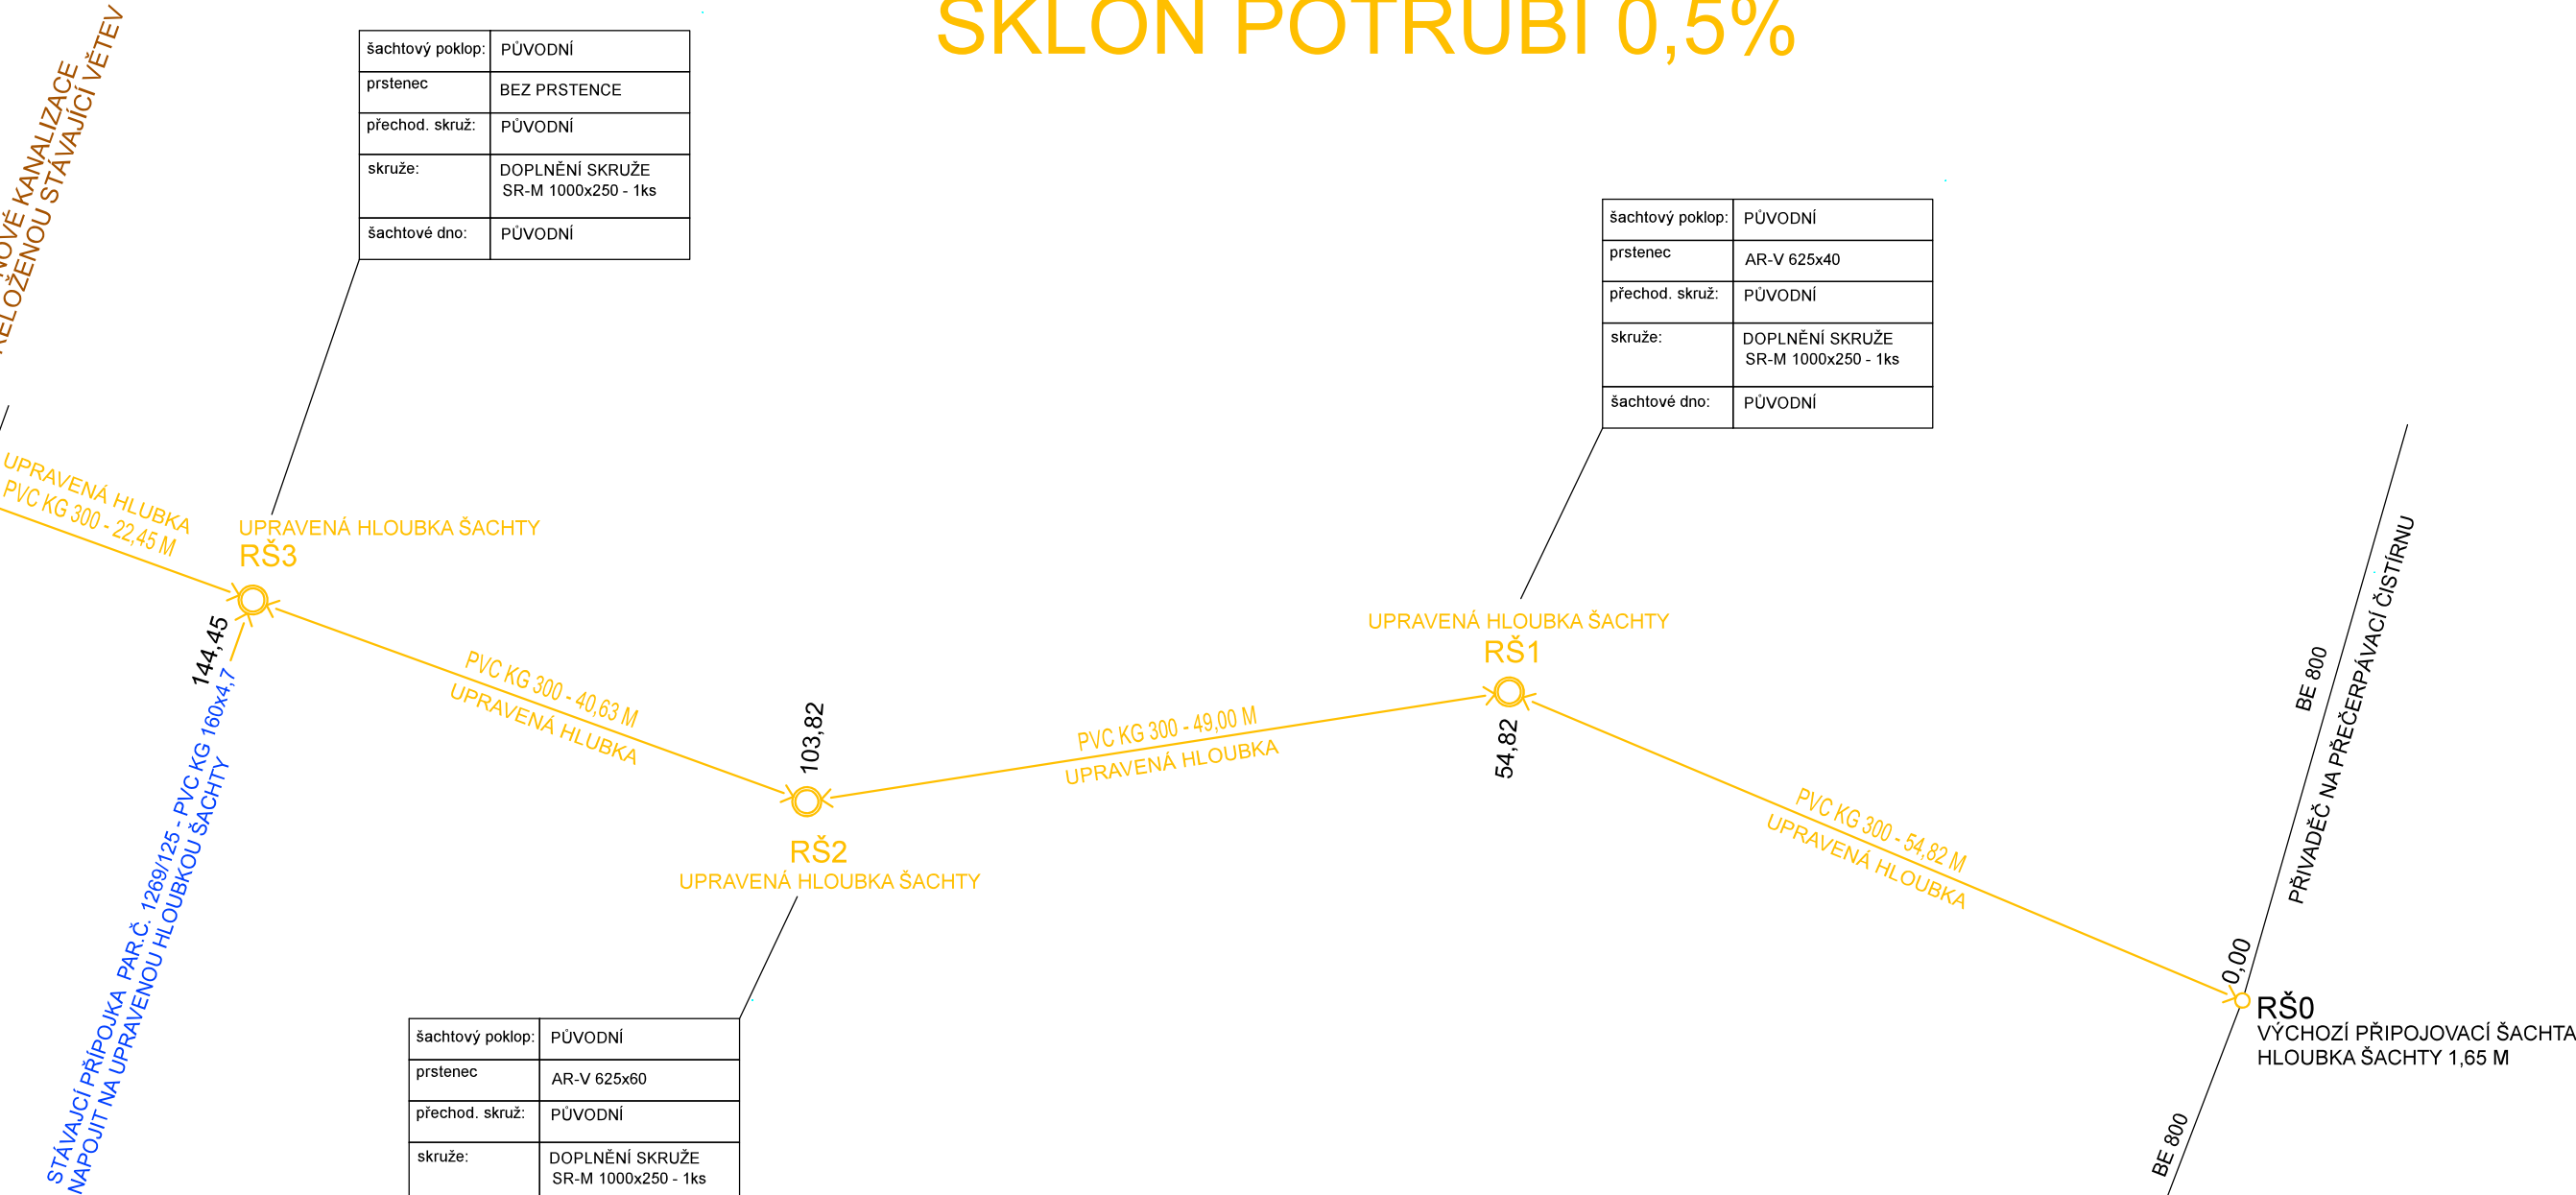 SKLON POTRUBÍ 0,5%
NOVÉ KANALIZACE
STÁVAJÍCÍ VĚTEV
šachtový poklop: PŮVODNÍ
prstenec BEZ PRSTENCE
přechod. skruž: PŮVODNÍ
skruže: DOPLNĚNÍ SKRUŽE
SR-M 1000x250 - 1ks
šachtové dno: PŮVODNÍ
šachtový poklop: PŮVODNÍ
prstenec AR-V 625x40
přechod. skruž: PŮVODNÍ
skruže: DOPLNĚNÍ SKRUŽE
SR-M 1000x250 - 1ks
šachtové dno: PŮVODNÍ
UPRAVENÁ HLUBKA
PVC KG 300 - 22,45 M
UPRAVENÁ HLOUBKA ŠACHTY
RŠ3
144,45
PVC KG 300 - 40,63 M
UPRAVENÁ HLUBKA
103,82
RŠ2
UPRAVENÁ HLOUBKA ŠACHTY
PVC KG 300 - 49,00 M
UPRAVENÁ HLOUBKA
UPRAVENÁ HLOUBKA ŠACHTY
RŠ1
54,82
PVC KG 300 - 54,82 M
UPRAVENÁ HLOUBKA
BE 800
PŘIVADĚČ NA PŘEČERPÁVACÍ ČISTÍRNU
0,00
RŠ0
VÝCHOZÍ PŘIPOJOVACÍ ŠACHTA
HLOUBKA ŠACHTY 1,65 M
BE 800
STÁVAJCÍ PŘÍPOJKA PAR.Č. 1269/125 - PVC KG 160x4,7
NAPOJIT NA UPRAVENOU HLOUBKOU ŠACHTY
šachtový poklop: PŮVODNÍ
prstenec AR-V 625x60
přechod. skruž: PŮVODNÍ
skruže: DOPLNĚNÍ SKRUŽE
SR-M 1000x250 - 1ks